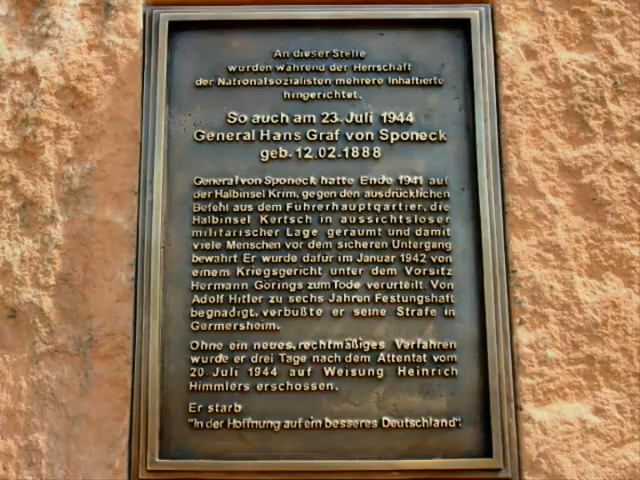 An dieser Stelle
wurden während der Herrschaft
der Nationalsozialisten mehrere Inhaftierte
hingerichtet.
So auch am 23. Juli 1944
General Hans Graf von Sponeck
geb. 12.02.1888
General von Sponeck hatte Ende 1941 auf
der Halbinsel Krim, gegen den ausdrücklichen
Befehl aus dem Führerhauptqartier, die
Halbinsel Kertsch in aussichtsloser
militärischer Lage geräumt und damit
viele Menschen vor dem sicheren Untergang
bewahrt. Er wurde dafür im Januar 1942 von
einem Kriegsgericht unter dem Vorsitz
Hermann Görings zum Tode verurteilt. Von
Adolf Hitler zu sechs Jahren Festungshaft
begnadigt, verbußte er seine Strafe in
Germersheim.
Ohne ein neues, rechtmäßiges Verfahren
wurde er drei Tage nach dem Attentat vom
20. Juli 1944 auf Weisung Heinrich
Himmlers erschossen.
Er starb
"In der Hoffnung auf ein besseres Deutschland".